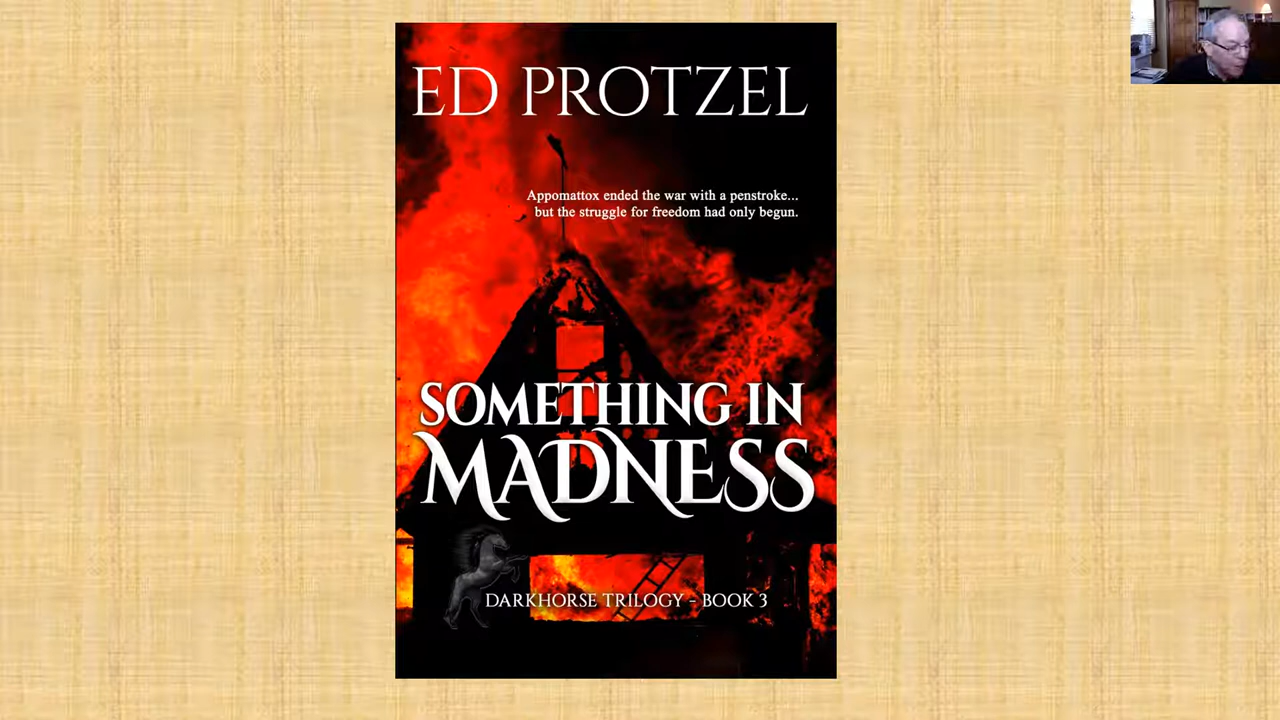 ED PROTZEL
Appomattox ended the war with a penstroke...
but the struggle for freedom had only begun.
SOMETHING IN
MADNESS
DARKHORSE TRILOGY - BOOK 3